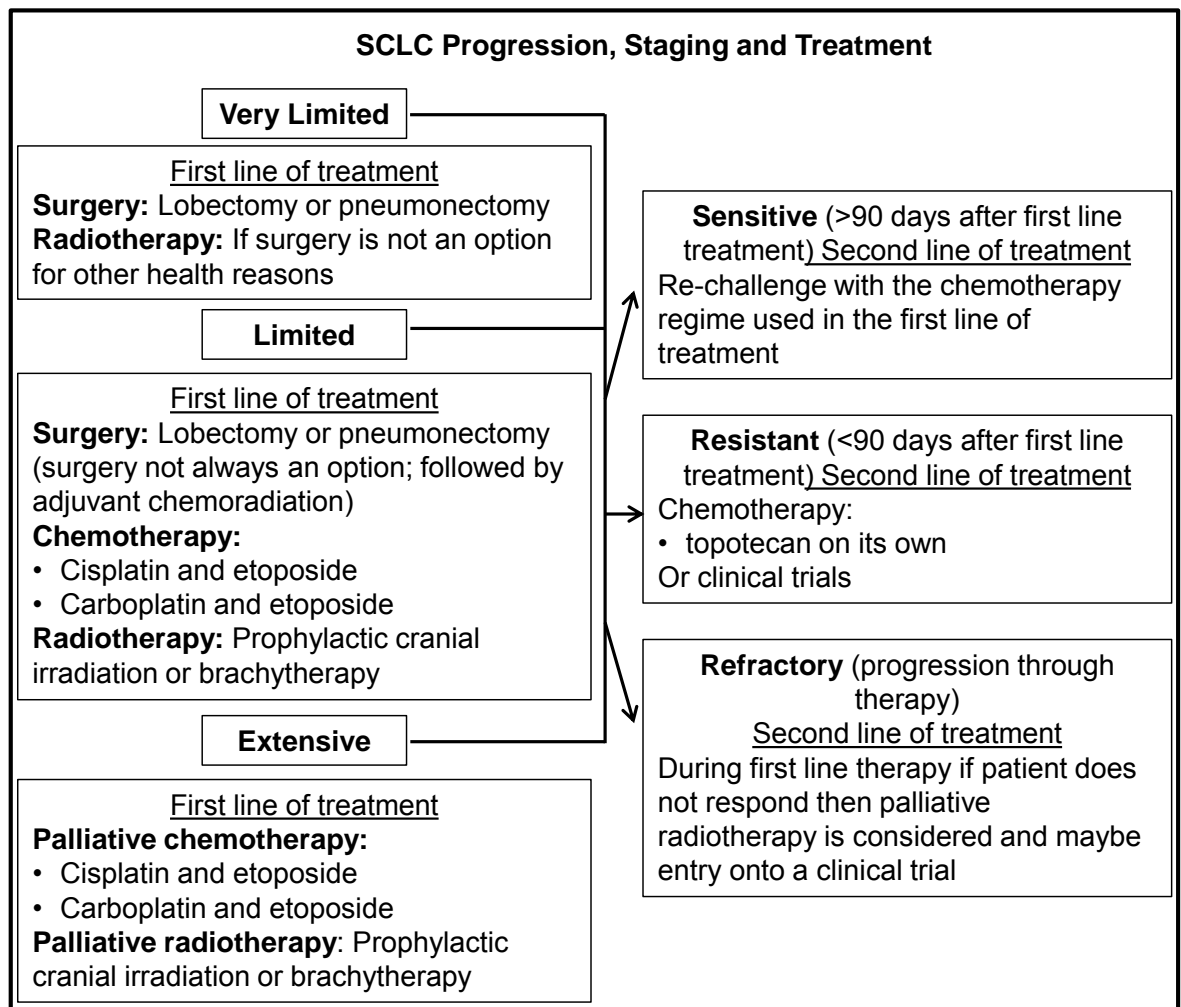 SCLC Progression, Staging and Treatment
Very Limited
First line of treatment
Surgery: Lobectomy or pneumonectomy
Radiotherapy: If surgery is not an option
for other health reasons
Limited
First line of treatment
Surgery: Lobectomy or pneumonectomy
(surgery not always an option; followed by
adjuvant chemoradiation)
Chemotherapy:
• Cisplatin and etoposide
• Carboplatin and etoposide
Radiotherapy: Prophylactic cranial
irradiation or brachytherapy
Extensive
First line of treatment
Palliative chemotherapy:
• Cisplatin and etoposide
• Carboplatin and etoposide
Palliative radiotherapy: Prophylactic
cranial irradiation or brachytherapy
Sensitive (>90 days after first line
treatment) Second line of treatment
Re-challenge with the chemotherapy
regime used in the first line of
treatment
Resistant (<90 days after first line
treatment) Second line of treatment
Chemotherapy:
• topotecan on its own
Or clinical trials
Refractory (progression through
therapy)
Second line of treatment
During first line therapy if patient does
not respond then palliative
radiotherapy is considered and maybe
entry onto a clinical trial